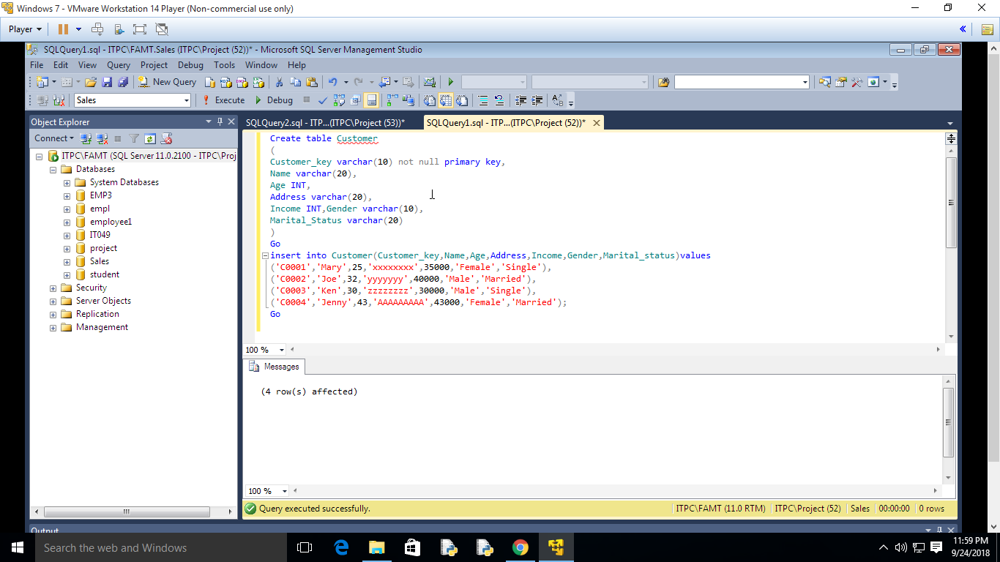 Windows 7 - VMware Workstation 14 Player (Non-commercial use only)
Player
SQLQuery1.sql - ITPC\FAMT.Sales (ITPC\Project (52))* - Microsoft SQL Server Management Studio
File Edit View Query Project Debug Tools Window Help
New Query
Sales Execute Debug
Object Explorer
Connect
ITPC\FAMT (SQL Server 11.0.2100 - ITPC\Proj
Databases
System Databases
EMP3
empl
employee1
IT049
project
Sales
student
Security
Server Objects
Replication
Management
SQLQuery2.sql - ITP...(ITPC\Project (53))* SQLQuery1.sql - ITP...(ITPC\Project (52))*
Create table Customer
(
Customer_key varchar(10) not null primary key,
Name varchar(20),
Age INT,
Address varchar(20),
Income INT,Gender varchar(10),
Marital_Status varchar(20)
)
Go
insert into Customer(Customer_key,Name,Age,Address,Income,Gender,Marital_status)values
('C0001','Mary',25,'xxxxxxxx',35000,'Female','Single'),
('C0002','Joe',32,'yyyyyyy',40000,'Male','Married'),
('C0003','Ken',30,'zzzzzzzz',30000,'Male','Single'),
('C0004','Jenny',43,'AAAAAAAAA',43000,'Female','Married');
Go
100 %
Messages
(4 row(s) affected)
100 %
Query executed successfully. ITPC\FAMT (11.0 RTM) ITPC\Project (52) Sales 00:00:00 0 rows
Output
Search the web and Windows
11:59 PM
9/24/2018